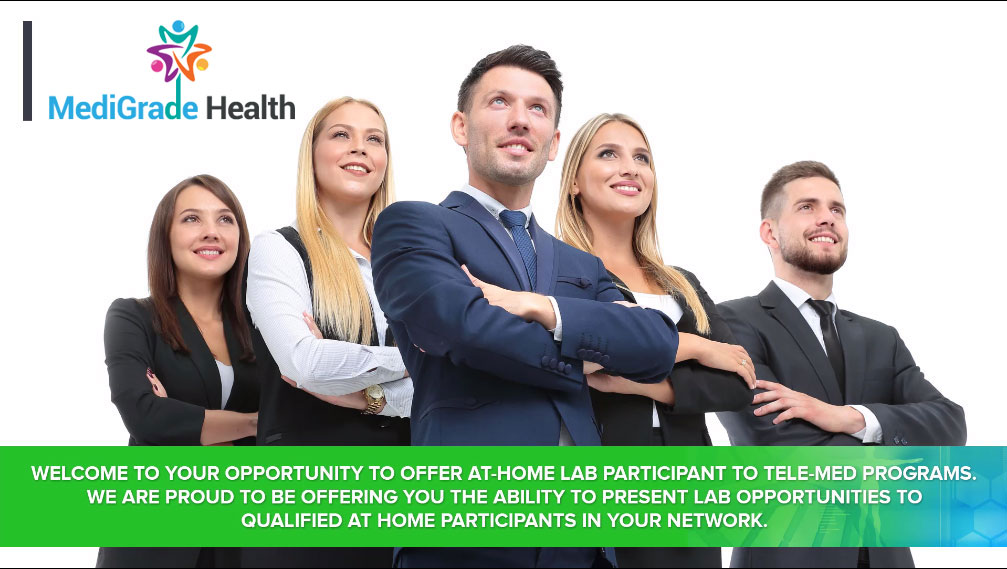 MediGrade Health
WELCOME TO YOUR OPPORTUNITY TO OFFER AT-HOME LAB PARTICIPANT TO TELE-MED PROGRAMS.
WE ARE PROUD TO BE OFFERING YOU THE ABILITY TO PRESENT LAB OPPORTUNITIES TO
QUALIFIED AT HOME PARTICIPANTS IN YOUR NETWORK.